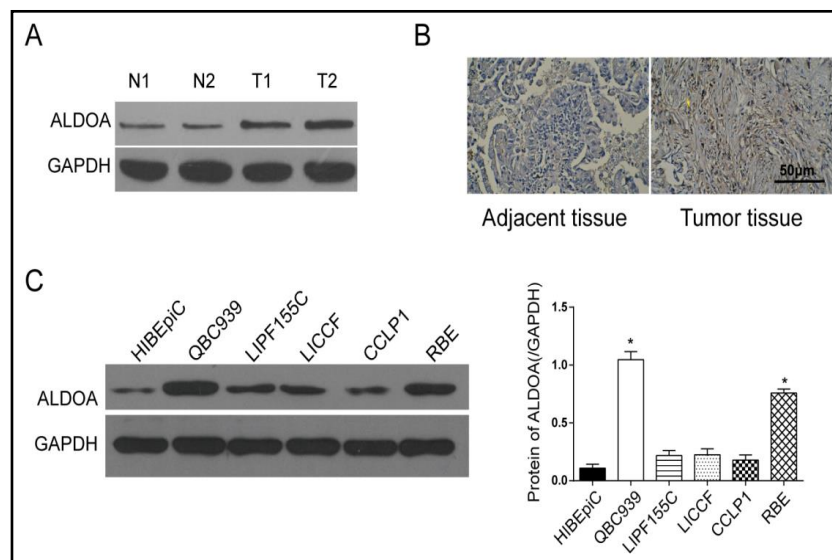 A
N1 N2 T1 T2
ALDOA
GAPDH
B
50μm
Adjacent tissue Tumor tissue
C
HIBEpiC QBC939 LIPF155C LICCF CCLP1 RBE
ALDOA
GAPDH
Protein of ALDOA(/GAPDH)
1.5
1.0
0.5
0.0
* *
HIBEpiC QBC939 LIPF155C LICCF CCLP1 RBE